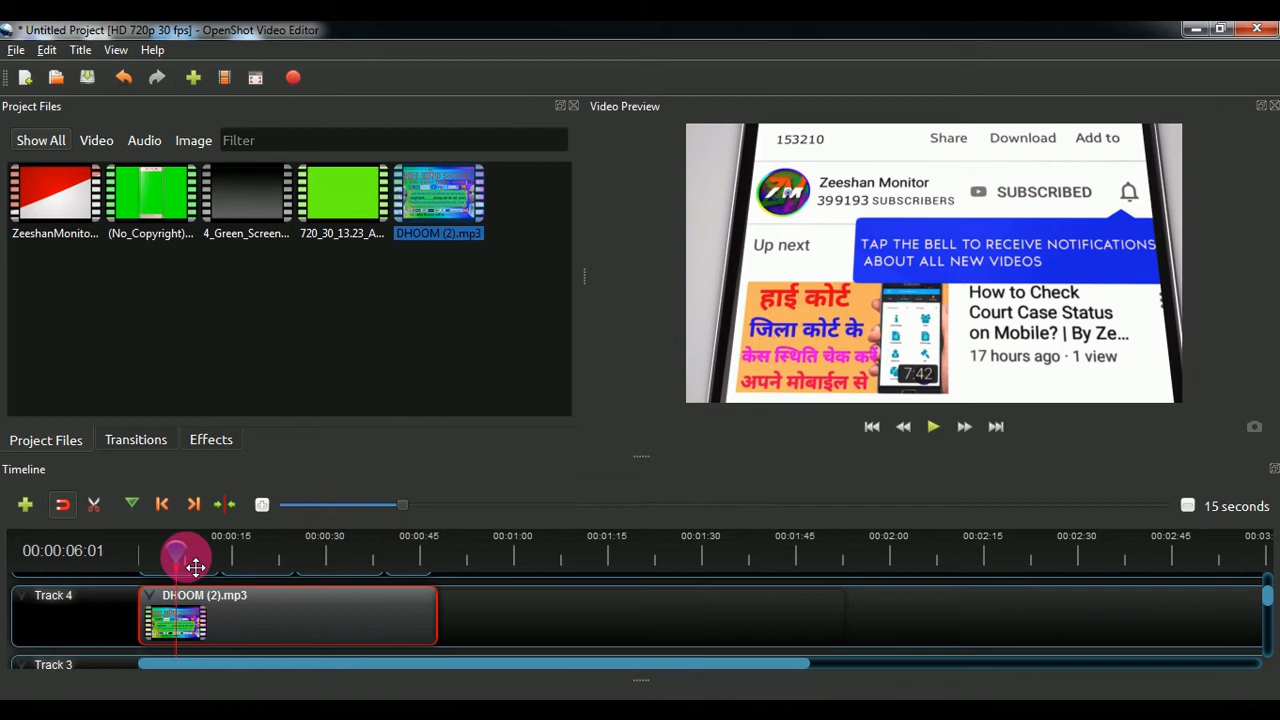 * Untitled Project [HD 720p 30 fps] - OpenShot Video Editor
File Edit Title View Help
Project Files
Video Preview
Show All Video Audio Image Filter
ZeeshanMonito... (No_Copyright)... 4_Green_Screen... 720_30_13.23_A... DHOOM (2).mp3
153210 Share Download Add to
ZM
Zeeshan Monitor
399193 SUBSCRIBERS
SUBSCRIBED
Up next
TAP THE BELL TO RECEIVE NOTIFICATIONS
ABOUT ALL NEW VIDEOS
हाई कोर्ट
जिला कोर्ट के
केस स्थिति चेक करें
अपने मोबाईल से
7:42
How to Check
Court Case Status
on Mobile? | By Ze...
17 hours ago · 1 view
Project Files Transitions Effects
Timeline
15 seconds
00:00:06:01
00:00:15 00:00:30 00:00:45 00:01:00 00:01:15 00:01:30 00:01:45 00:02:00 00:02:15 00:02:30 00:02:45 00:03:
Track 4
DHOOM (2).mp3
Track 3